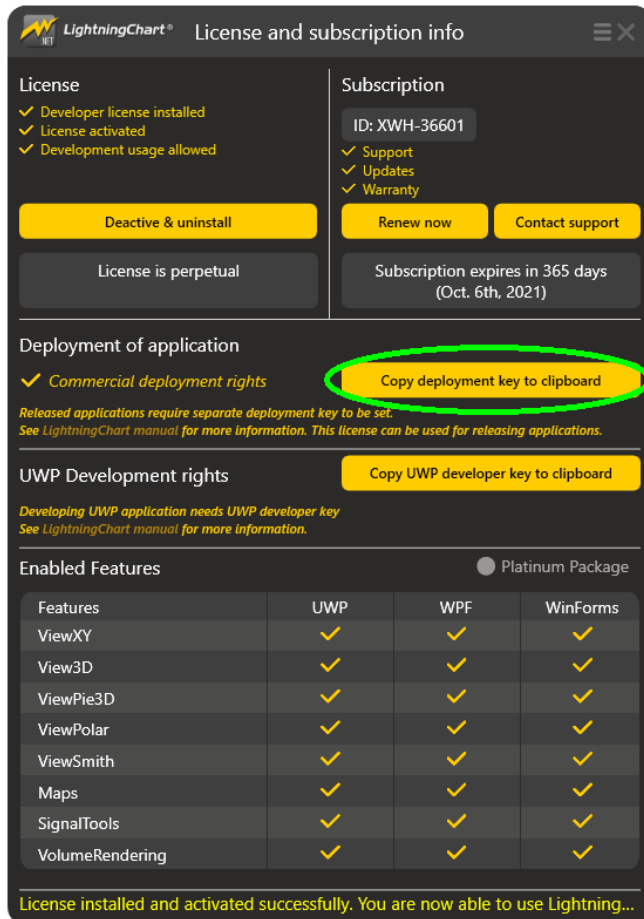 LightningChart® License and subscription info
.NET
License
Developer license installed
License activated
Development usage allowed
Deactive & uninstall
License is perpetual
Subscription
ID: XWH-36601
Support
Updates
Warranty
Renew now
Contact support
Subscription expires in 365 days
(Oct. 6th, 2021)
Deployment of application
Commercial deployment rights
Copy deployment key to clipboard
Released applications require separate deployment key to be set.
See LightningChart manual for more information. This license can be used for releasing applications.
UWP Development rights
Copy UWP developer key to clipboard
Developing UWP application needs UWP developer key
See LightningChart manual for more information.
Enabled Features
Platinum Package
Features UWP WPF WinForms
ViewXY
View3D
ViewPie3D
ViewPolar
ViewSmith
Maps
SignalTools
VolumeRendering
License installed and activated successfully. You are now able to use Lightning...